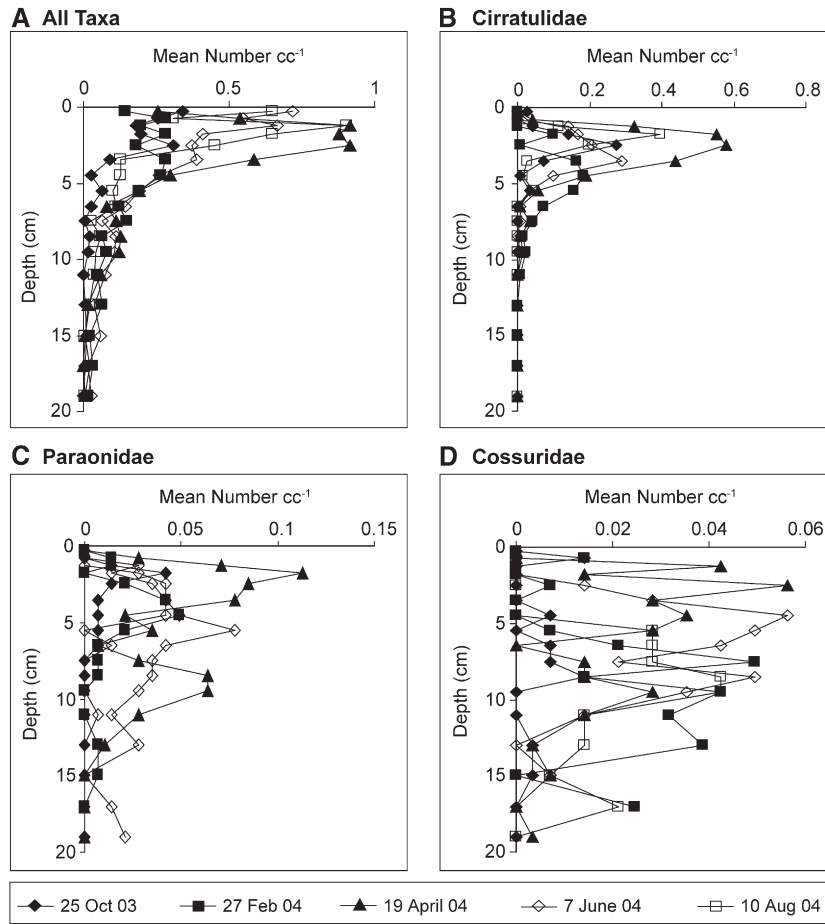 A All Taxa
Mean Number cc-1
0 0.5 1
0
5
10
15
20
Depth (cm)
B Cirratulidae
Mean Number cc-1
0 0.2 0.4 0.6 0.8
0
5
10
15
20
Depth (cm)
C Paraonidae
Mean Number cc-1
0 0.05 0.1 0.15
0
5
10
15
20
Depth (cm)
D Cossuridae
Mean Number cc-1
0 0.02 0.04 0.06
0
5
10
15
20
Depth (cm)
25 Oct 03 27 Feb 04 19 April 04 7 June 04 10 Aug 04